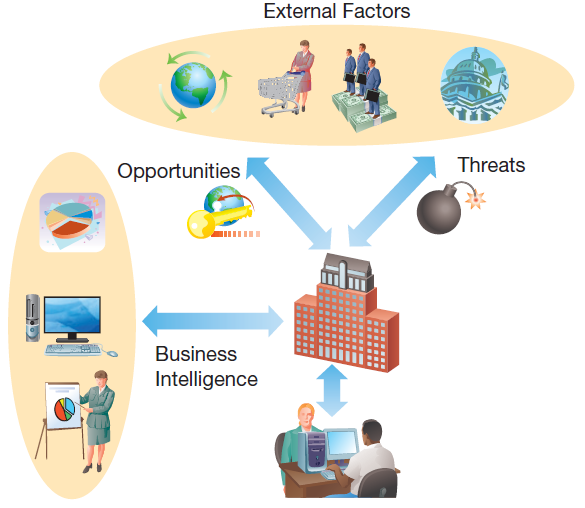 External Factors
Opportunities
Threats
Business
Intelligence